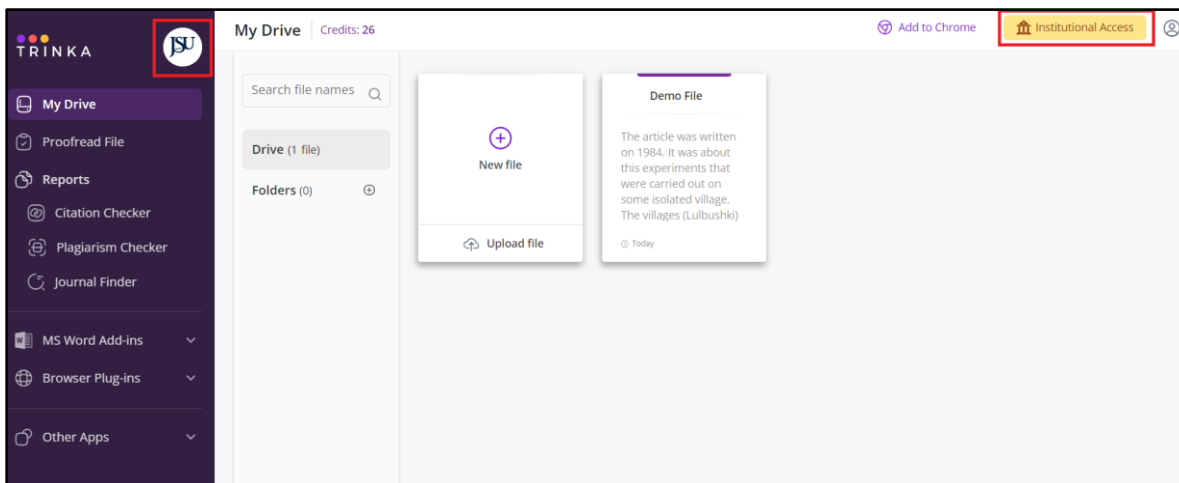 TRINKA
JSU
My Drive
Proofread File
Reports
Citation Checker
Plagiarism Checker
Journal Finder
MS Word Add-ins
Browser Plug-ins
Other Apps
My Drive Credits: 26
Add to Chrome
Institutional Access
Search file names
Drive (1 file)
Folders (0)
New file
Upload file
Demo File
The article was written
on 1984. It was about
this experiments that
were carried out on
some isolated village.
The villages (Lulbushki)
Today